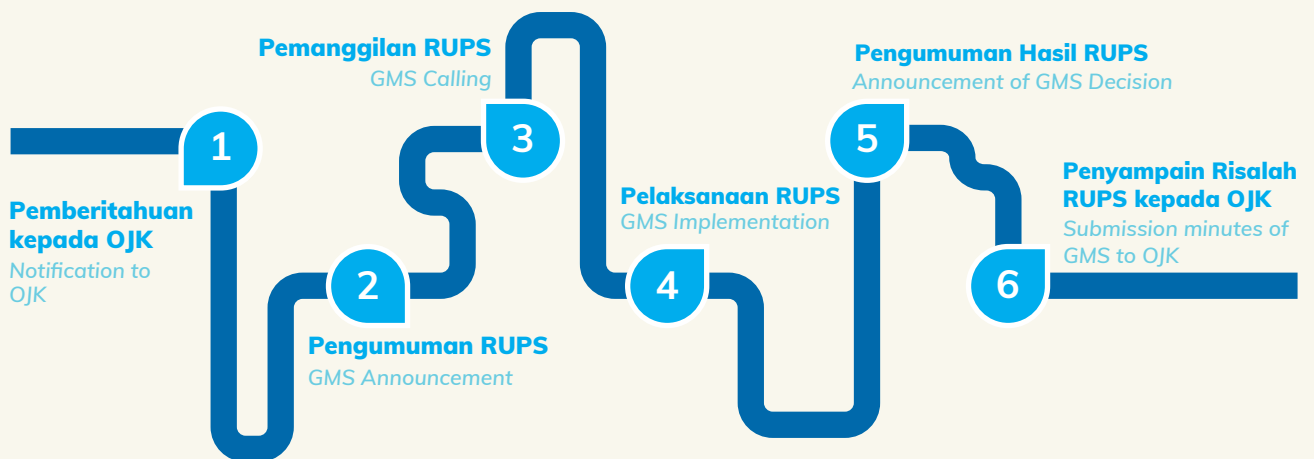 1
Pemberitahuan
kepada OJK
Notification to
OJK
2
Pengumuman RUPS
GMS Announcement
3
Pemanggilan RUPS
GMS Calling
4
Pelaksanaan RUPS
GMS Implementation
5
Pengumuman Hasil RUPS
Announcement of GMS Decision
6
Penyampain Risalah
RUPS kepada OJK
Submission minutes of
GMS to OJK